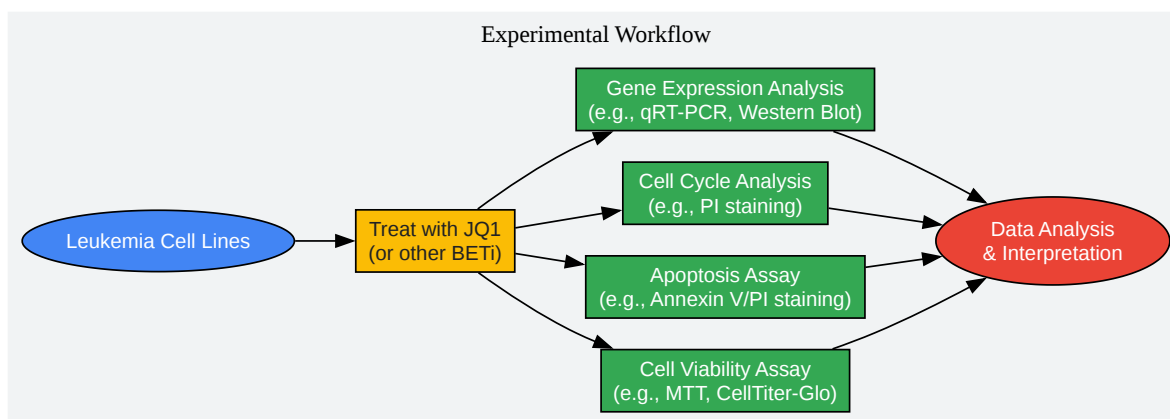 Experimental Workflow
Leukemia Cell Lines
Treat with JQ1
(or other BETi)
Gene Expression Analysis
(e.g., qRT-PCR, Western Blot)
Cell Cycle Analysis
(e.g., PI staining)
Apoptosis Assay
(e.g., Annexin V/PI staining)
Cell Viability Assay
(e.g., MTT, CellTiter-Glo)
Data Analysis
& Interpretation